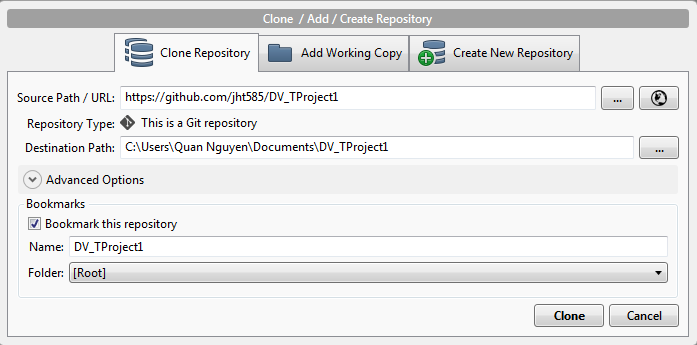 Clone / Add / Create Repository
Clone Repository Add Working Copy Create New Repository
Source Path / URL: https://github.com/jht585/DV_TProject1 ...
Repository Type: This is a Git repository
Destination Path: C:\Users\Quan Nguyen\Documents\DV_TProject1 ...
Advanced Options
Bookmarks
Bookmark this repository
Name: DV_TProject1
Folder: [Root]
Clone Cancel